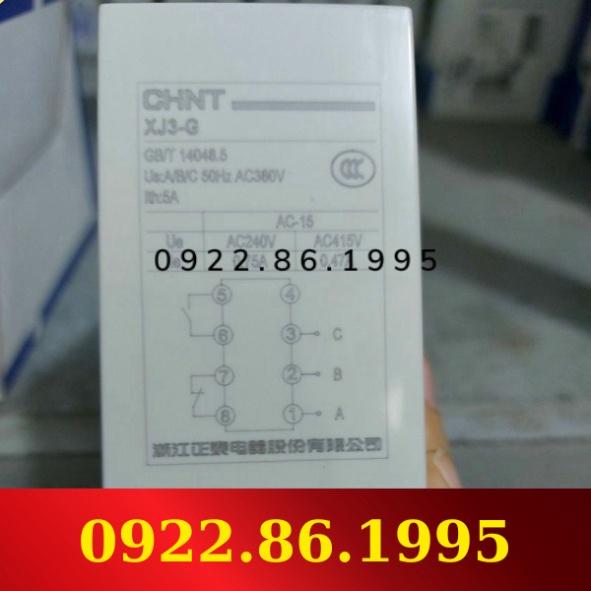 CHNT
XJ3-G
GB/T 14048.5
Us:A/B/C 50Hz AC380V
CCC
Ith:5A
AC-15
Ue AC240V AC415V
0922.86.1995
5 4
6 3 C
7 2 B
8 1 A
浙江正泰电器股份有限公司
0922.86.1995